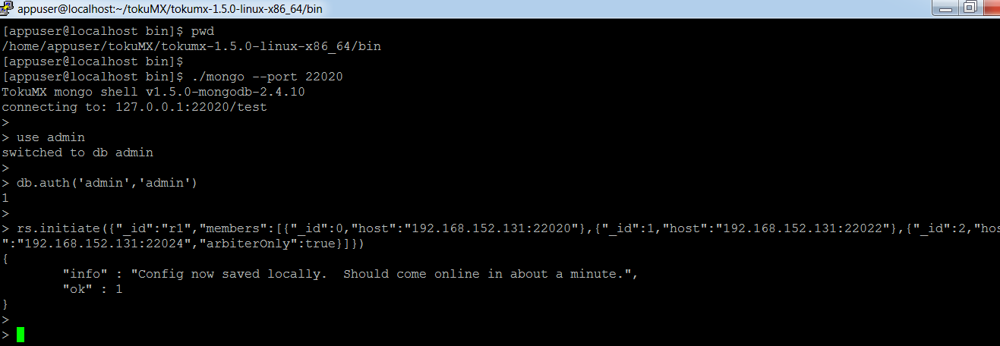 appuser@localhost:~/tokuMX/tokumx-1.5.0-linux-x86_64/bin
[appuser@localhost bin]$ pwd
/home/appuser/tokuMX/tokumx-1.5.0-linux-x86_64/bin
[appuser@localhost bin]$
[appuser@localhost bin]$ ./mongo --port 22020
TokuMX mongo shell v1.5.0-mongodb-2.4.10
connecting to: 127.0.0.1:22020/test
>
> use admin
switched to db admin
>
> db.auth('admin','admin')
1
>
> rs.initiate({"_id":"r1","members":[{"_id":0,"host":"192.168.152.131:22020"},{"_id":1,"host":"192.168.152.131:22022"},{"_id":2,"hos
":"192.168.152.131:22024","arbiterOnly":true}]})
{
        "info" : "Config now saved locally.  Should come online in about a minute.",
        "ok" : 1
}
>
>